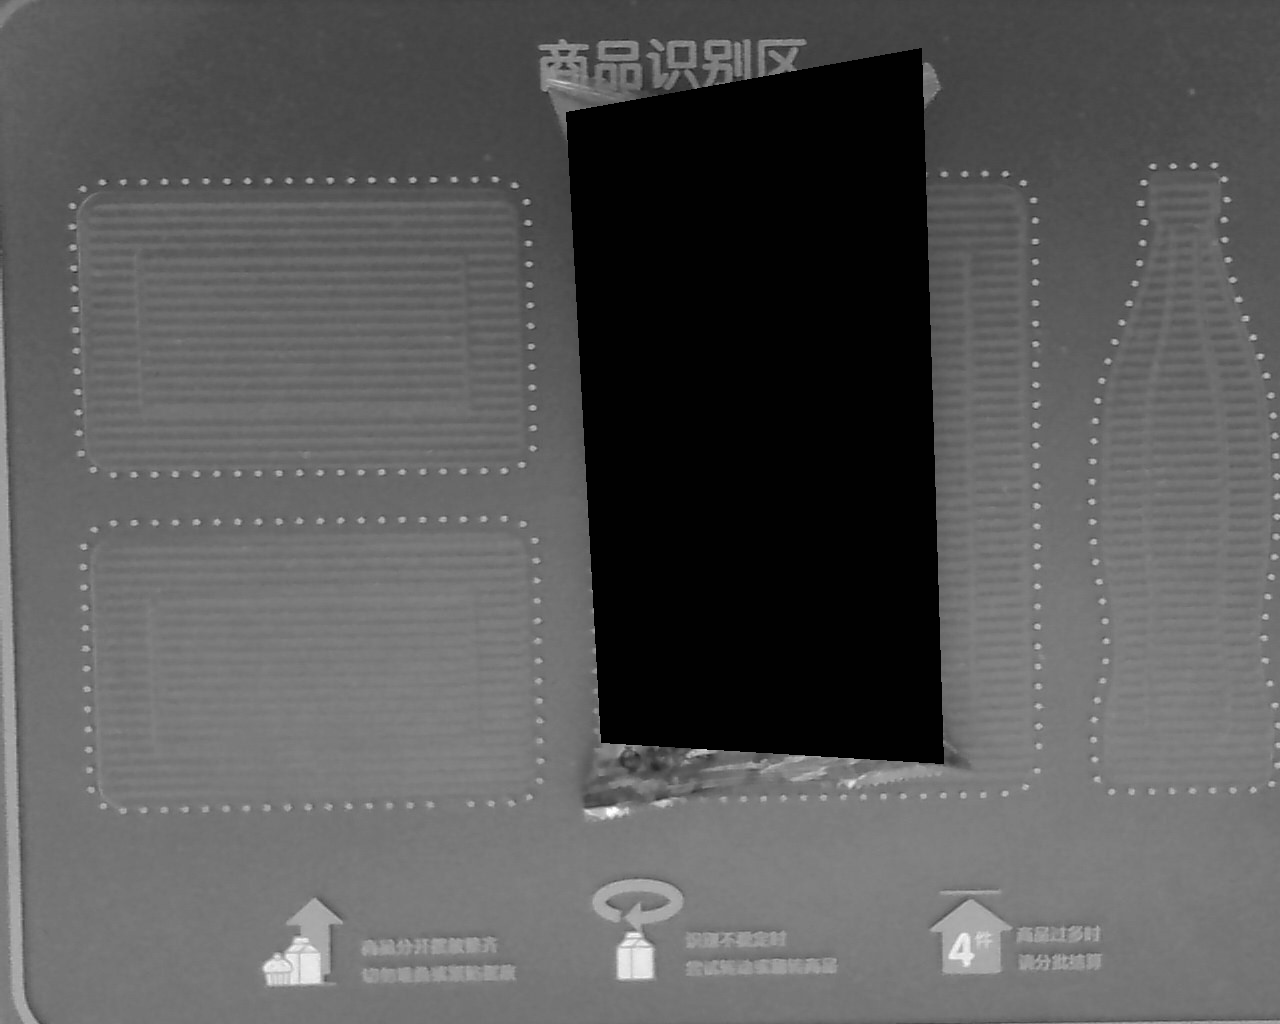 商品识别区
商品分开摆放整齐
切勿堆叠或紧贴摆放
识别不稳定时
尝试转动或翻转商品
4件
商品过多时
请分批结算